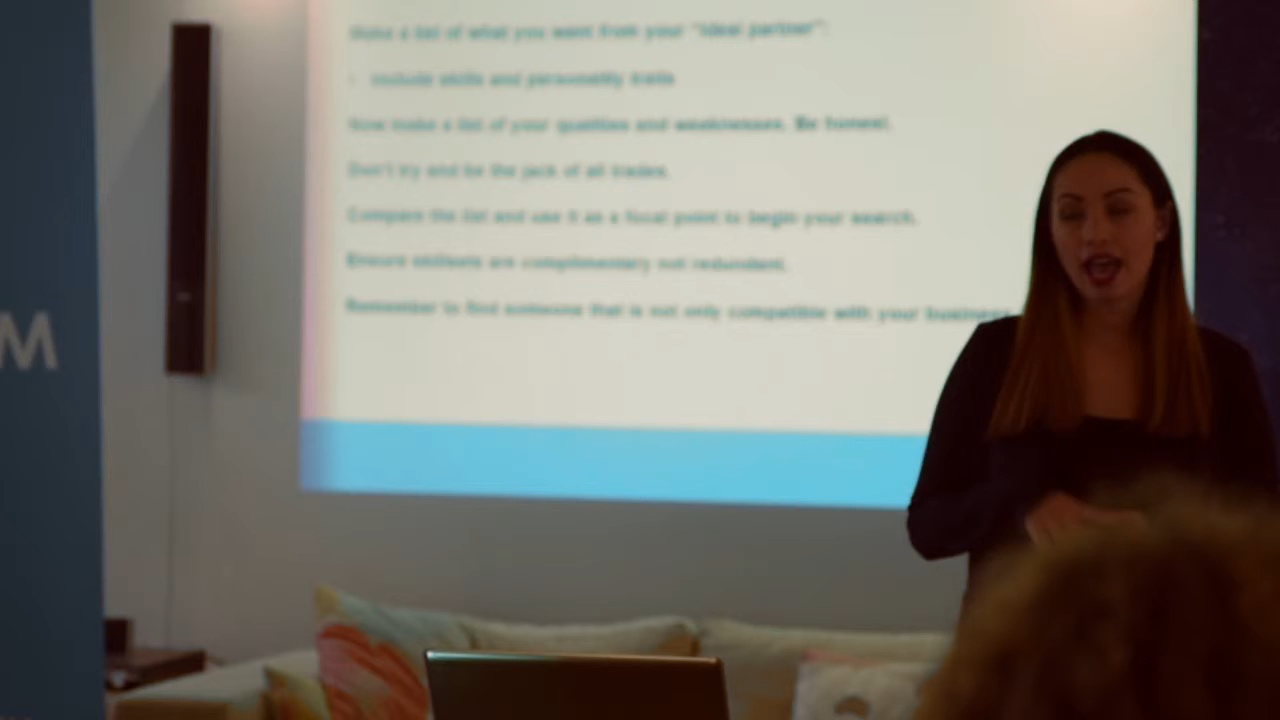 Make a list of what you want from your "ideal partner":
• Include skills and personality traits
Now make a list of your qualities and weaknesses. Be honest.
Don't try and be the jack of all trades.
Compare the list and use it as a focal point to begin your search.
Ensure skillsets are complimentary not redundant.
Remember to find someone that is not only compatible with your business
M